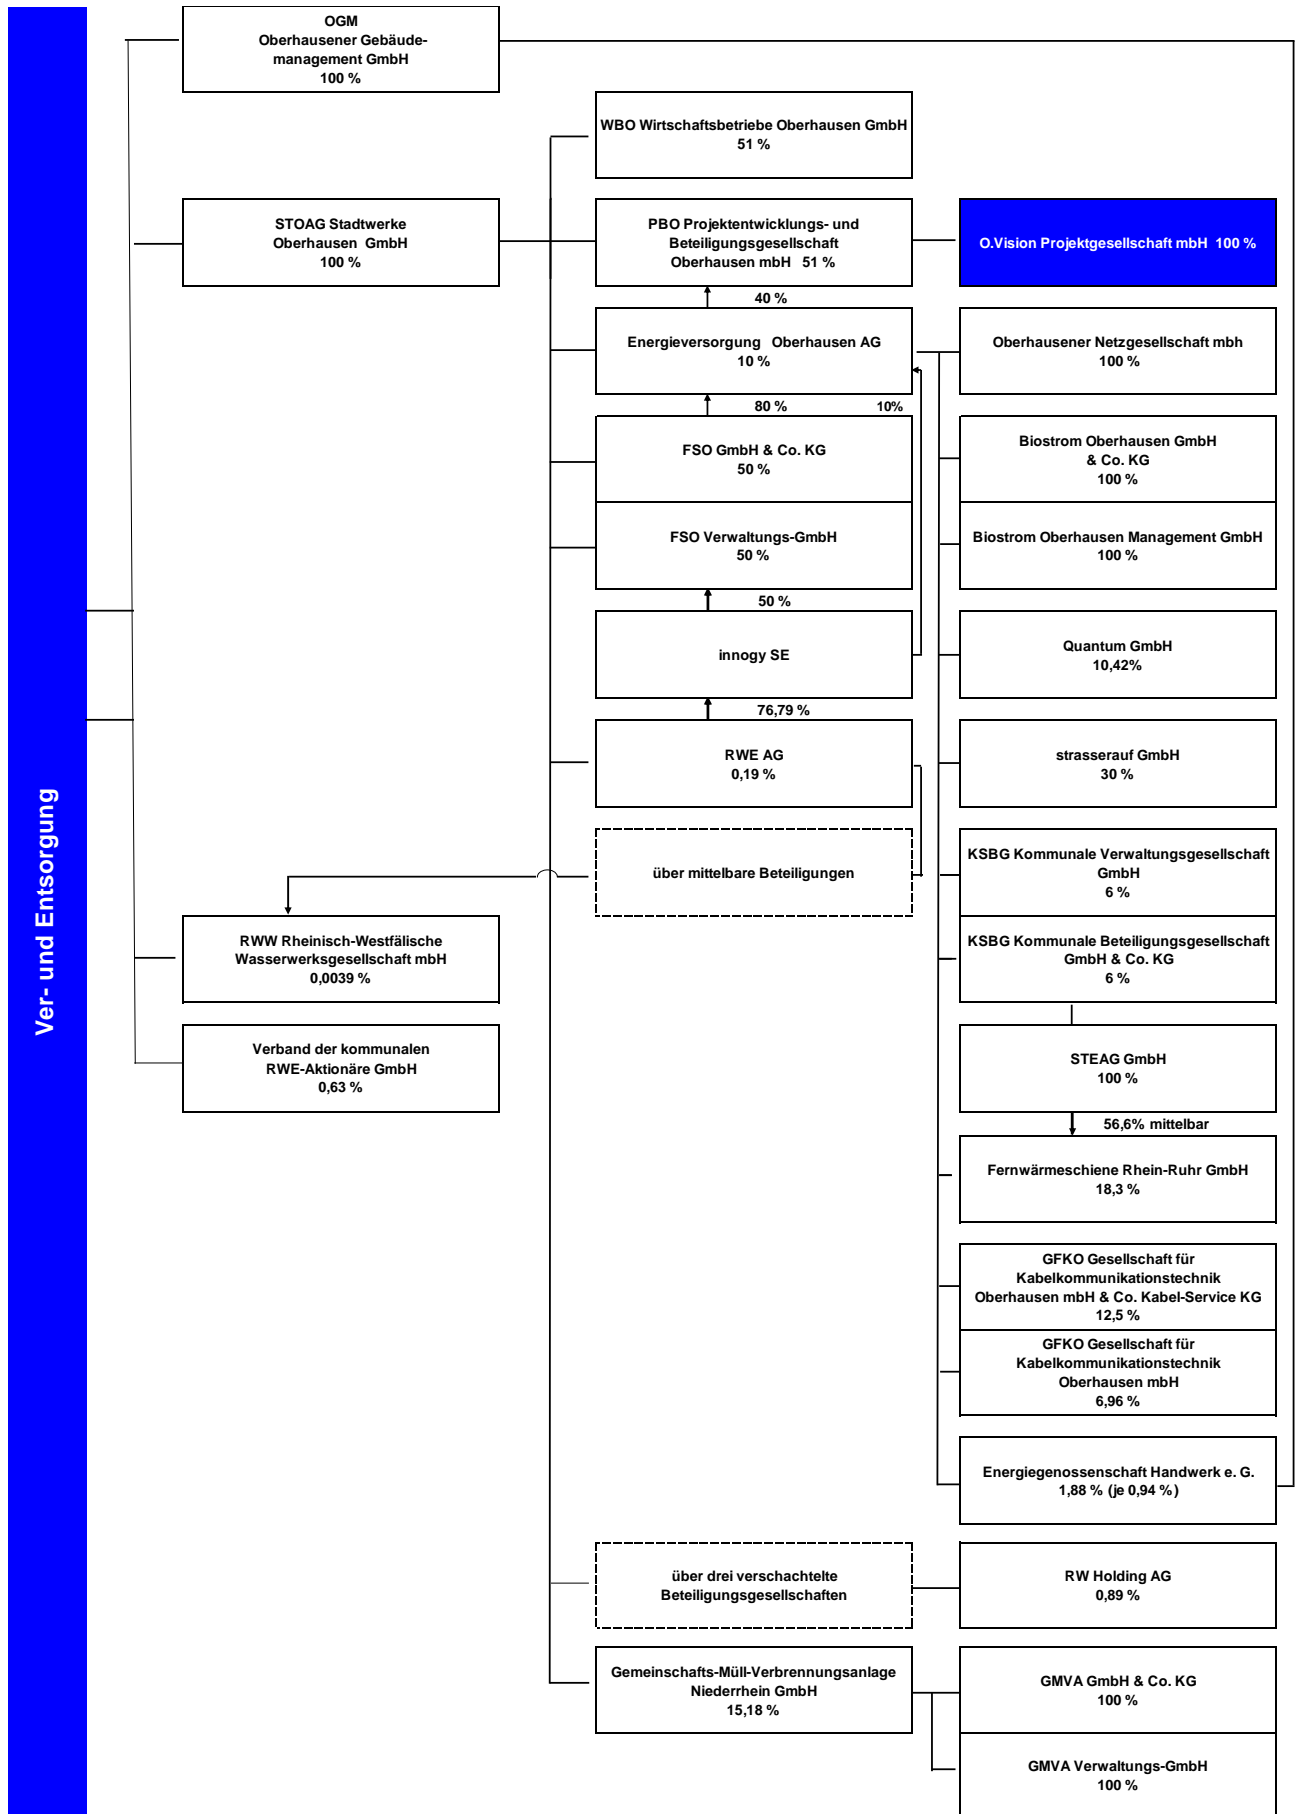 Ver- und Entsorgung
OGM
Oberhausener Gebäude-
management GmbH
100 %
WBO Wirtschaftsbetriebe Oberhausen GmbH
51 %
STOAG Stadtwerke
Oberhausen GmbH
100 %
PBO Projektentwicklungs- und
Beteiligungsgesellschaft
Oberhausen mbH 51 %
O.Vision Projektgesellschaft mbH 100 %
40 %
Energieversorgung Oberhausen AG
10 %
Oberhausener Netzgesellschaft mbh
100 %
80 %
10%
FSO GmbH & Co. KG
50 %
Biostrom Oberhausen GmbH
& Co. KG
100 %
FSO Verwaltungs-GmbH
50 %
Biostrom Oberhausen Management GmbH
100 %
50 %
innogy SE
Quantum GmbH
10,42%
76,79 %
RWE AG
0,19 %
strasserauf GmbH
30 %
über mittelbare Beteiligungen
KSBG Kommunale Verwaltungsgesellschaft
GmbH
6 %
RWW Rheinisch-Westfälische
Wasserwerksgesellschaft mbH
0,0039 %
KSBG Kommunale Beteiligungsgesellschaft
GmbH & Co. KG
6 %
Verband der kommunalen
RWE-Aktionäre GmbH
0,63 %
STEAG GmbH
100 %
56,6% mittelbar
Fernwärmeschiene Rhein-Ruhr GmbH
18,3 %
GFKO Gesellschaft für
Kabelkommunikationstechnik
Oberhausen mbH & Co. Kabel-Service KG
12,5 %
GFKO Gesellschaft für
Kabelkommunikationstechnik
Oberhausen mbH
6,96 %
Energiegenossenschaft Handwerk e. G.
1,88 % (je 0,94 %)
über drei verschachtelte
Beteiligungsgesellschaften
RW Holding AG
0,89 %
Gemeinschafts-Müll-Verbrennungsanlage
Niederrhein GmbH
15,18 %
GMVA GmbH & Co. KG
100 %
GMVA Verwaltungs-GmbH
100 %